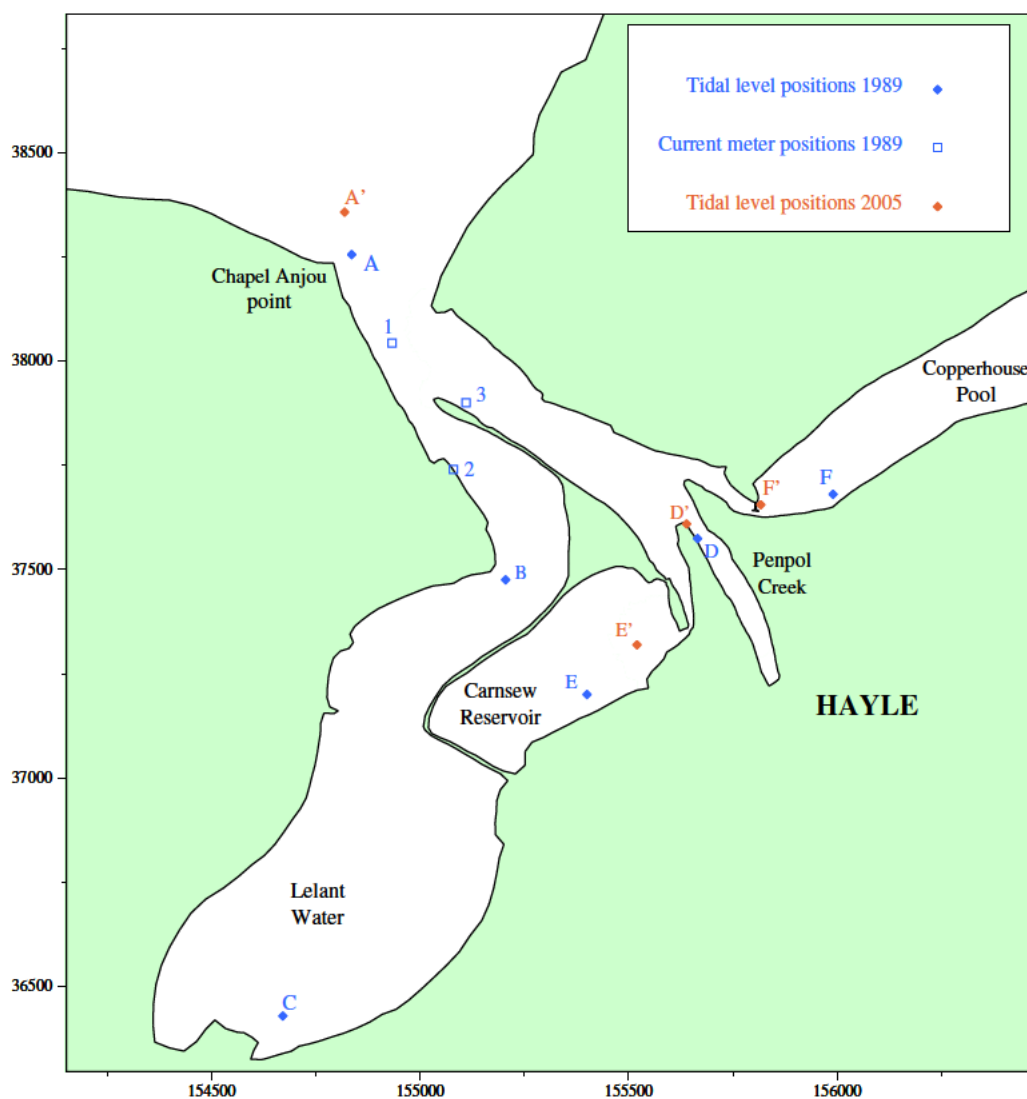 Tidal level positions 1989
Current meter positions 1989
Tidal level positions 2005
38500
A’
A
Chapel Anjou
point
1
38000
Copperhouse
Pool
3
2
F
F’
D’
D
Penpol
Creek
37500
B
E’
E
Carnsew
Reservoir
HAYLE
37000
Lelant
Water
36500
C
154500
155000
155500
156000